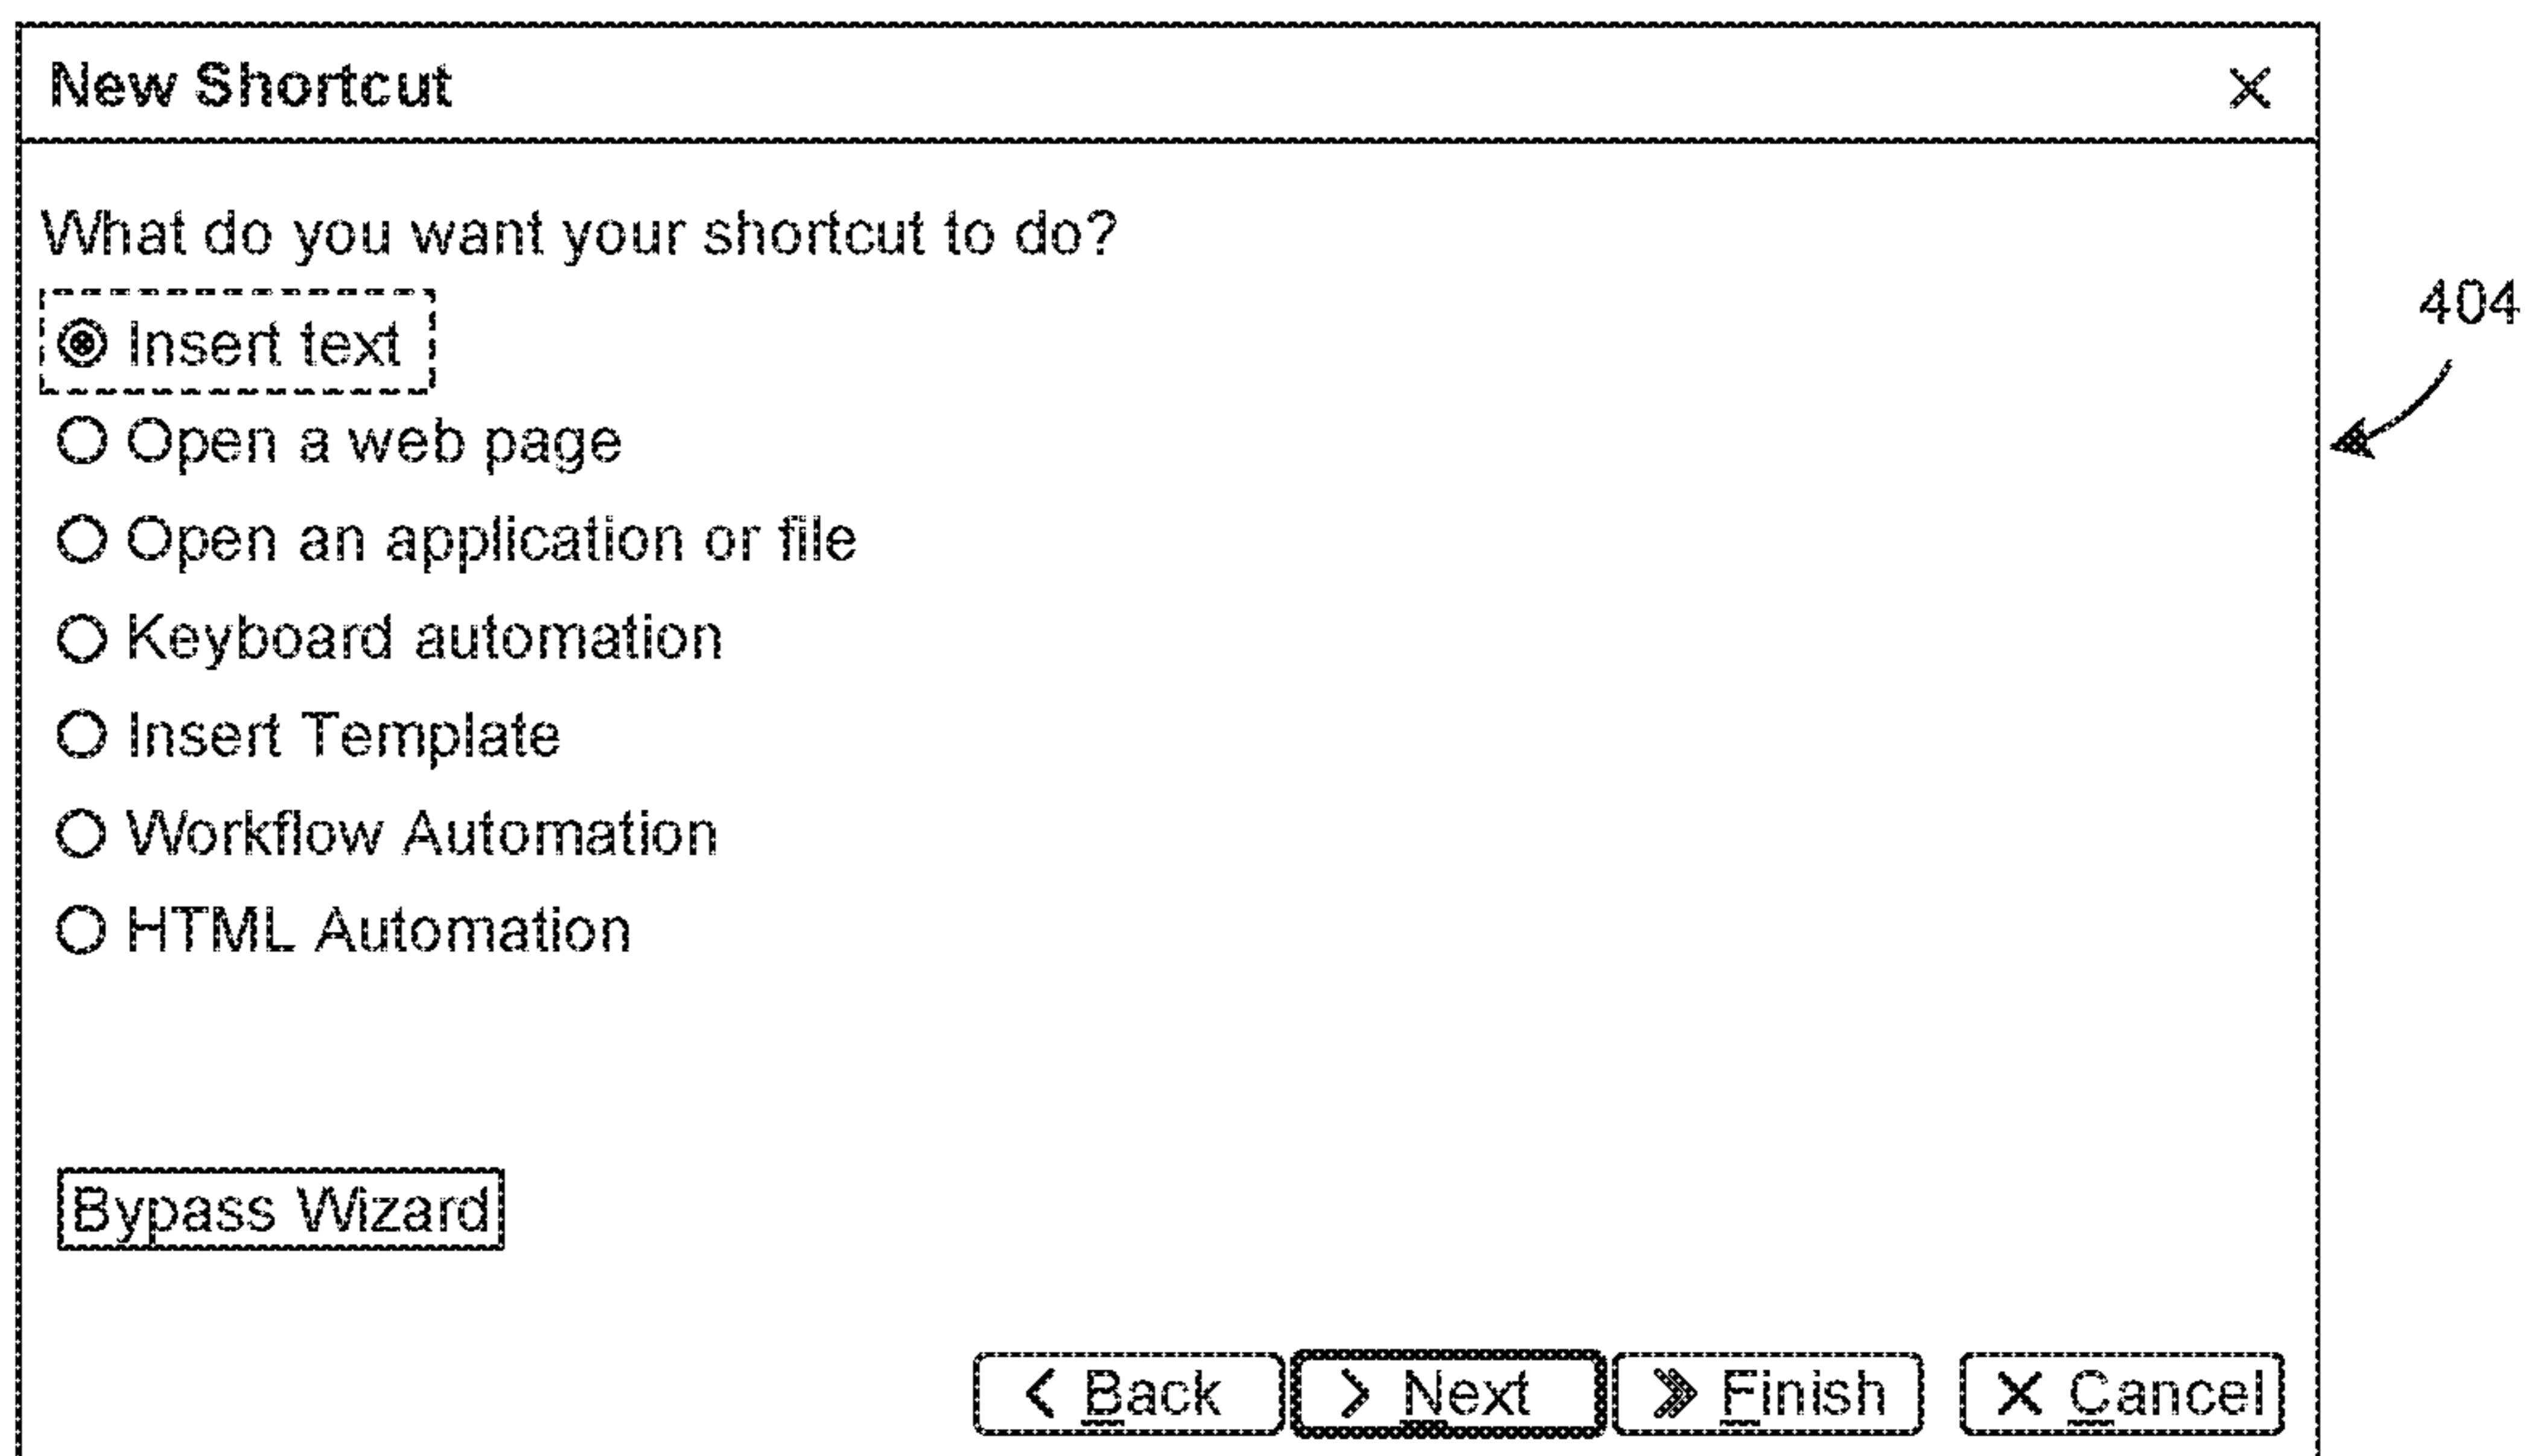 New Shortcut
What do you want your shortcut to do?
Insert text
404
Open a web page
Open an application or file
Keyboard automation
Insert Template
Workflow Automation
HTML Automation
Bypass Wizard
Back Next Finish Cancel